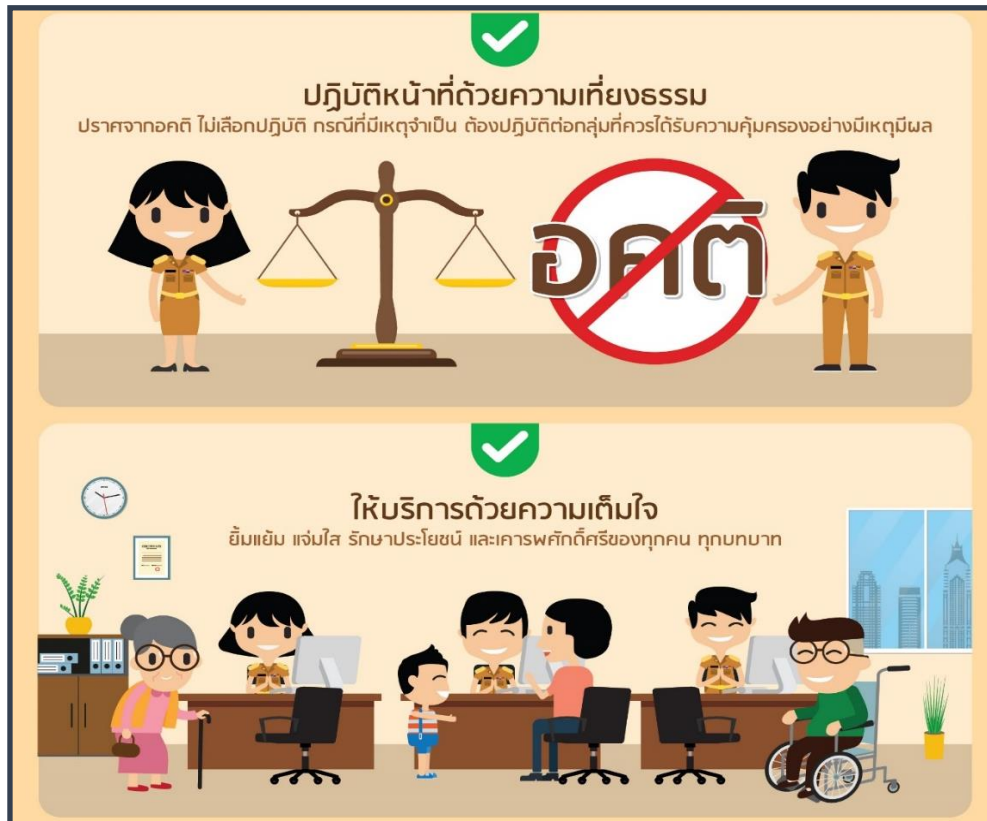 ปฏิบัติหน้าที่ด้วยความเที่ยงธรรม
ปราศจากอคติ ไม่เลือกปฏิบัติ กรณีที่มีเหตุจำเป็น ต้องปฏิบัติต่อกลุ่มที่ควรได้รับความคุ้มครองอย่างมีเหตุมีผล
อคติ
ให้บริการด้วยความเต็มใจ
ยิ้มแย้ม แจ่มใส รักษาประโยชน์ และเคารพศักดิ์ศรีของทุกคน ทุกบทบาท